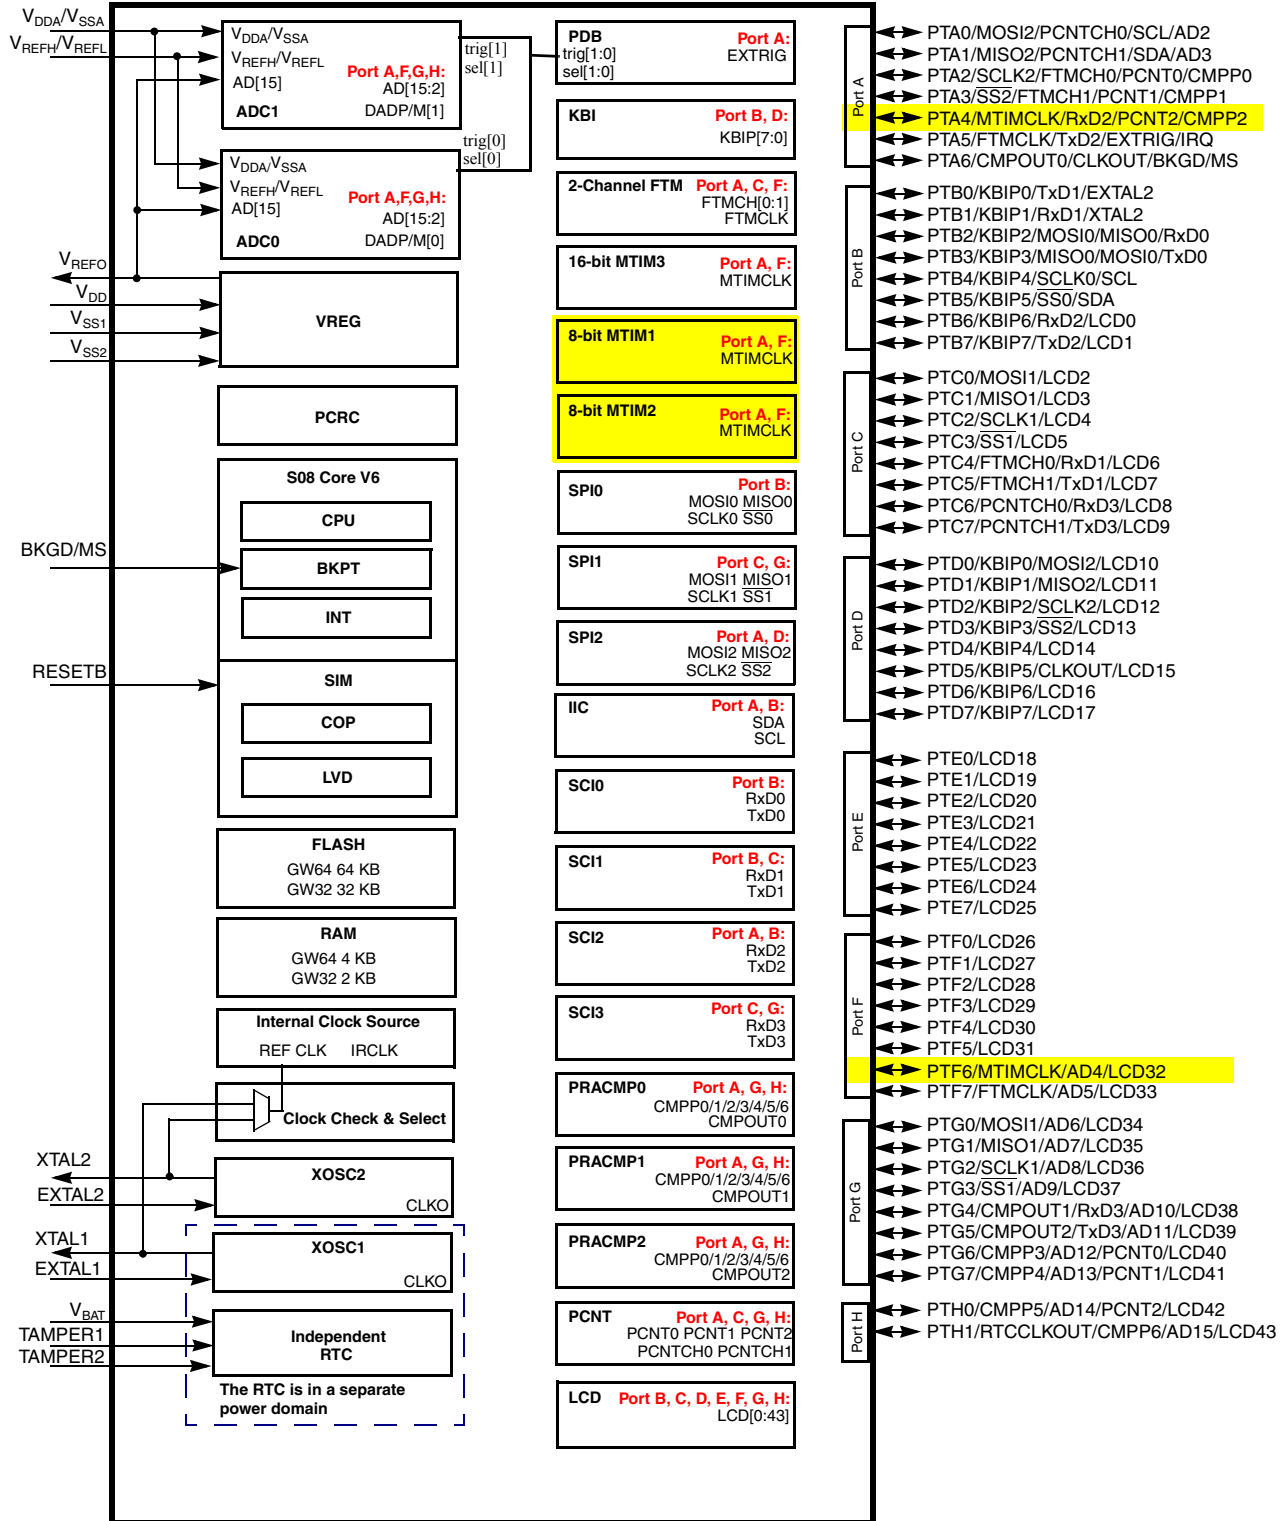 V_DDA/V_SSA
V_REFH/V_REFL
V_REFO
V_DD
V_SS1
V_SS2
BKGD/MS
RESETB
XTAL2
EXTAL2
XTAL1
EXTAL1
V_BAT
TAMPER1
TAMPER2
V_DDA/V_SSA
V_REFH/V_REFL
AD[15]
Port A,F,G,H:
AD[15:2]
ADC1 DADP/M[1]
trig[1]
sel[1]
trig[0]
sel[0]
V_DDA/V_SSA
V_REFH/V_REFL
AD[15]
Port A,F,G,H:
AD[15:2]
ADC0 DADP/M[0]
VREG
PCRC
S08 Core V6
CPU
BKPT
INT
SIM
COP
LVD
FLASH
GW64 64 KB
GW32 32 KB
RAM
GW64 4 KB
GW32 2 KB
Internal Clock Source
REF CLK IRCLK
Clock Check & Select
XOSC2
CLKO
XOSC1
CLKO
Independent
RTC
The RTC is in a separate
power domain
PDB Port A:
trig[1:0] EXTRIG
sel[1:0]
KBI Port B, D:
KBIP[7:0]
2-Channel FTM Port A, C, F:
FTMCH[0:1]
FTMCLK
16-bit MTIM3 Port A, F:
MTIMCLK
8-bit MTIM1 Port A, F:
MTIMCLK
8-bit MTIM2 Port A, F:
MTIMCLK
SPI0 Port B:
MOSI0 MISO0
SCLK0 SS0
SPI1 Port C, G:
MOSI1 MISO1
SCLK1 SS1
SPI2 Port A, D:
MOSI2 MISO2
SCLK2 SS2
IIC Port A, B:
SDA
SCL
SCI0 Port B:
RxD0
TxD0
SCI1 Port B, C:
RxD1
TxD1
SCI2 Port A, B:
RxD2
TxD2
SCI3 Port C, G:
RxD3
TxD3
PRACMP0 Port A, G, H:
CMPP0/1/2/3/4/5/6
CMPOUT0
PRACMP1 Port A, G, H:
CMPP0/1/2/3/4/5/6
CMPOUT1
PRACMP2 Port A, G, H:
CMPP0/1/2/3/4/5/6
CMPOUT2
PCNT Port A, C, G, H:
PCNT0 PCNT1 PCNT2
PCNTCH0 PCNTCH1
LCD Port B, C, D, E, F, G, H:
LCD[0:43]
Port A
PTA0/MOSI2/PCNTCH0/SCL/AD2
PTA1/MISO2/PCNTCH1/SDA/AD3
PTA2/SCLK2/FTMCH0/PCNT0/CMPP0
PTA3/SS2/FTMCH1/PCNT1/CMPP1
PTA4/MTIMCLK/RxD2/PCNT2/CMPP2
PTA5/FTMCLK/TxD2/EXTRIG/IRQ
PTA6/CMPOUT0/CLKOUT/BKGD/MS
Port B
PTB0/KBIP0/TxD1/EXTAL2
PTB1/KBIP1/RxD1/XTAL2
PTB2/KBIP2/MOSI0/MISO0/RxD0
PTB3/KBIP3/MISO0/MOSI0/TxD0
PTB4/KBIP4/SCLK0/SCL
PTB5/KBIP5/SS0/SDA
PTB6/KBIP6/RxD2/LCD0
PTB7/KBIP7/TxD2/LCD1
Port C
PTC0/MOSI1/LCD2
PTC1/MISO1/LCD3
PTC2/SCLK1/LCD4
PTC3/SS1/LCD5
PTC4/FTMCH0/RxD1/LCD6
PTC5/FTMCH1/TxD1/LCD7
PTC6/PCNTCH0/RxD3/LCD8
PTC7/PCNTCH1/TxD3/LCD9
Port D
PTD0/KBIP0/MOSI2/LCD10
PTD1/KBIP1/MISO2/LCD11
PTD2/KBIP2/SCLK2/LCD12
PTD3/KBIP3/SS2/LCD13
PTD4/KBIP4/LCD14
PTD5/KBIP5/CLKOUT/LCD15
PTD6/KBIP6/LCD16
PTD7/KBIP7/LCD17
Port E
PTE0/LCD18
PTE1/LCD19
PTE2/LCD20
PTE3/LCD21
PTE4/LCD22
PTE5/LCD23
PTE6/LCD24
PTE7/LCD25
Port F
PTF0/LCD26
PTF1/LCD27
PTF2/LCD28
PTF3/LCD29
PTF4/LCD30
PTF5/LCD31
PTF6/MTIMCLK/AD4/LCD32
PTF7/FTMCLK/AD5/LCD33
Port G
PTG0/MOSI1/AD6/LCD34
PTG1/MISO1/AD7/LCD35
PTG2/SCLK1/AD8/LCD36
PTG3/SS1/AD9/LCD37
PTG4/CMPOUT1/RxD3/AD10/LCD38
PTG5/CMPOUT2/TxD3/AD11/LCD39
PTG6/CMPP3/AD12/PCNT0/LCD40
PTG7/CMPP4/AD13/PCNT1/LCD41
Port H
PTH0/CMPP5/AD14/PCNT2/LCD42
PTH1/RTCCLKOUT/CMPP6/AD15/LCD43